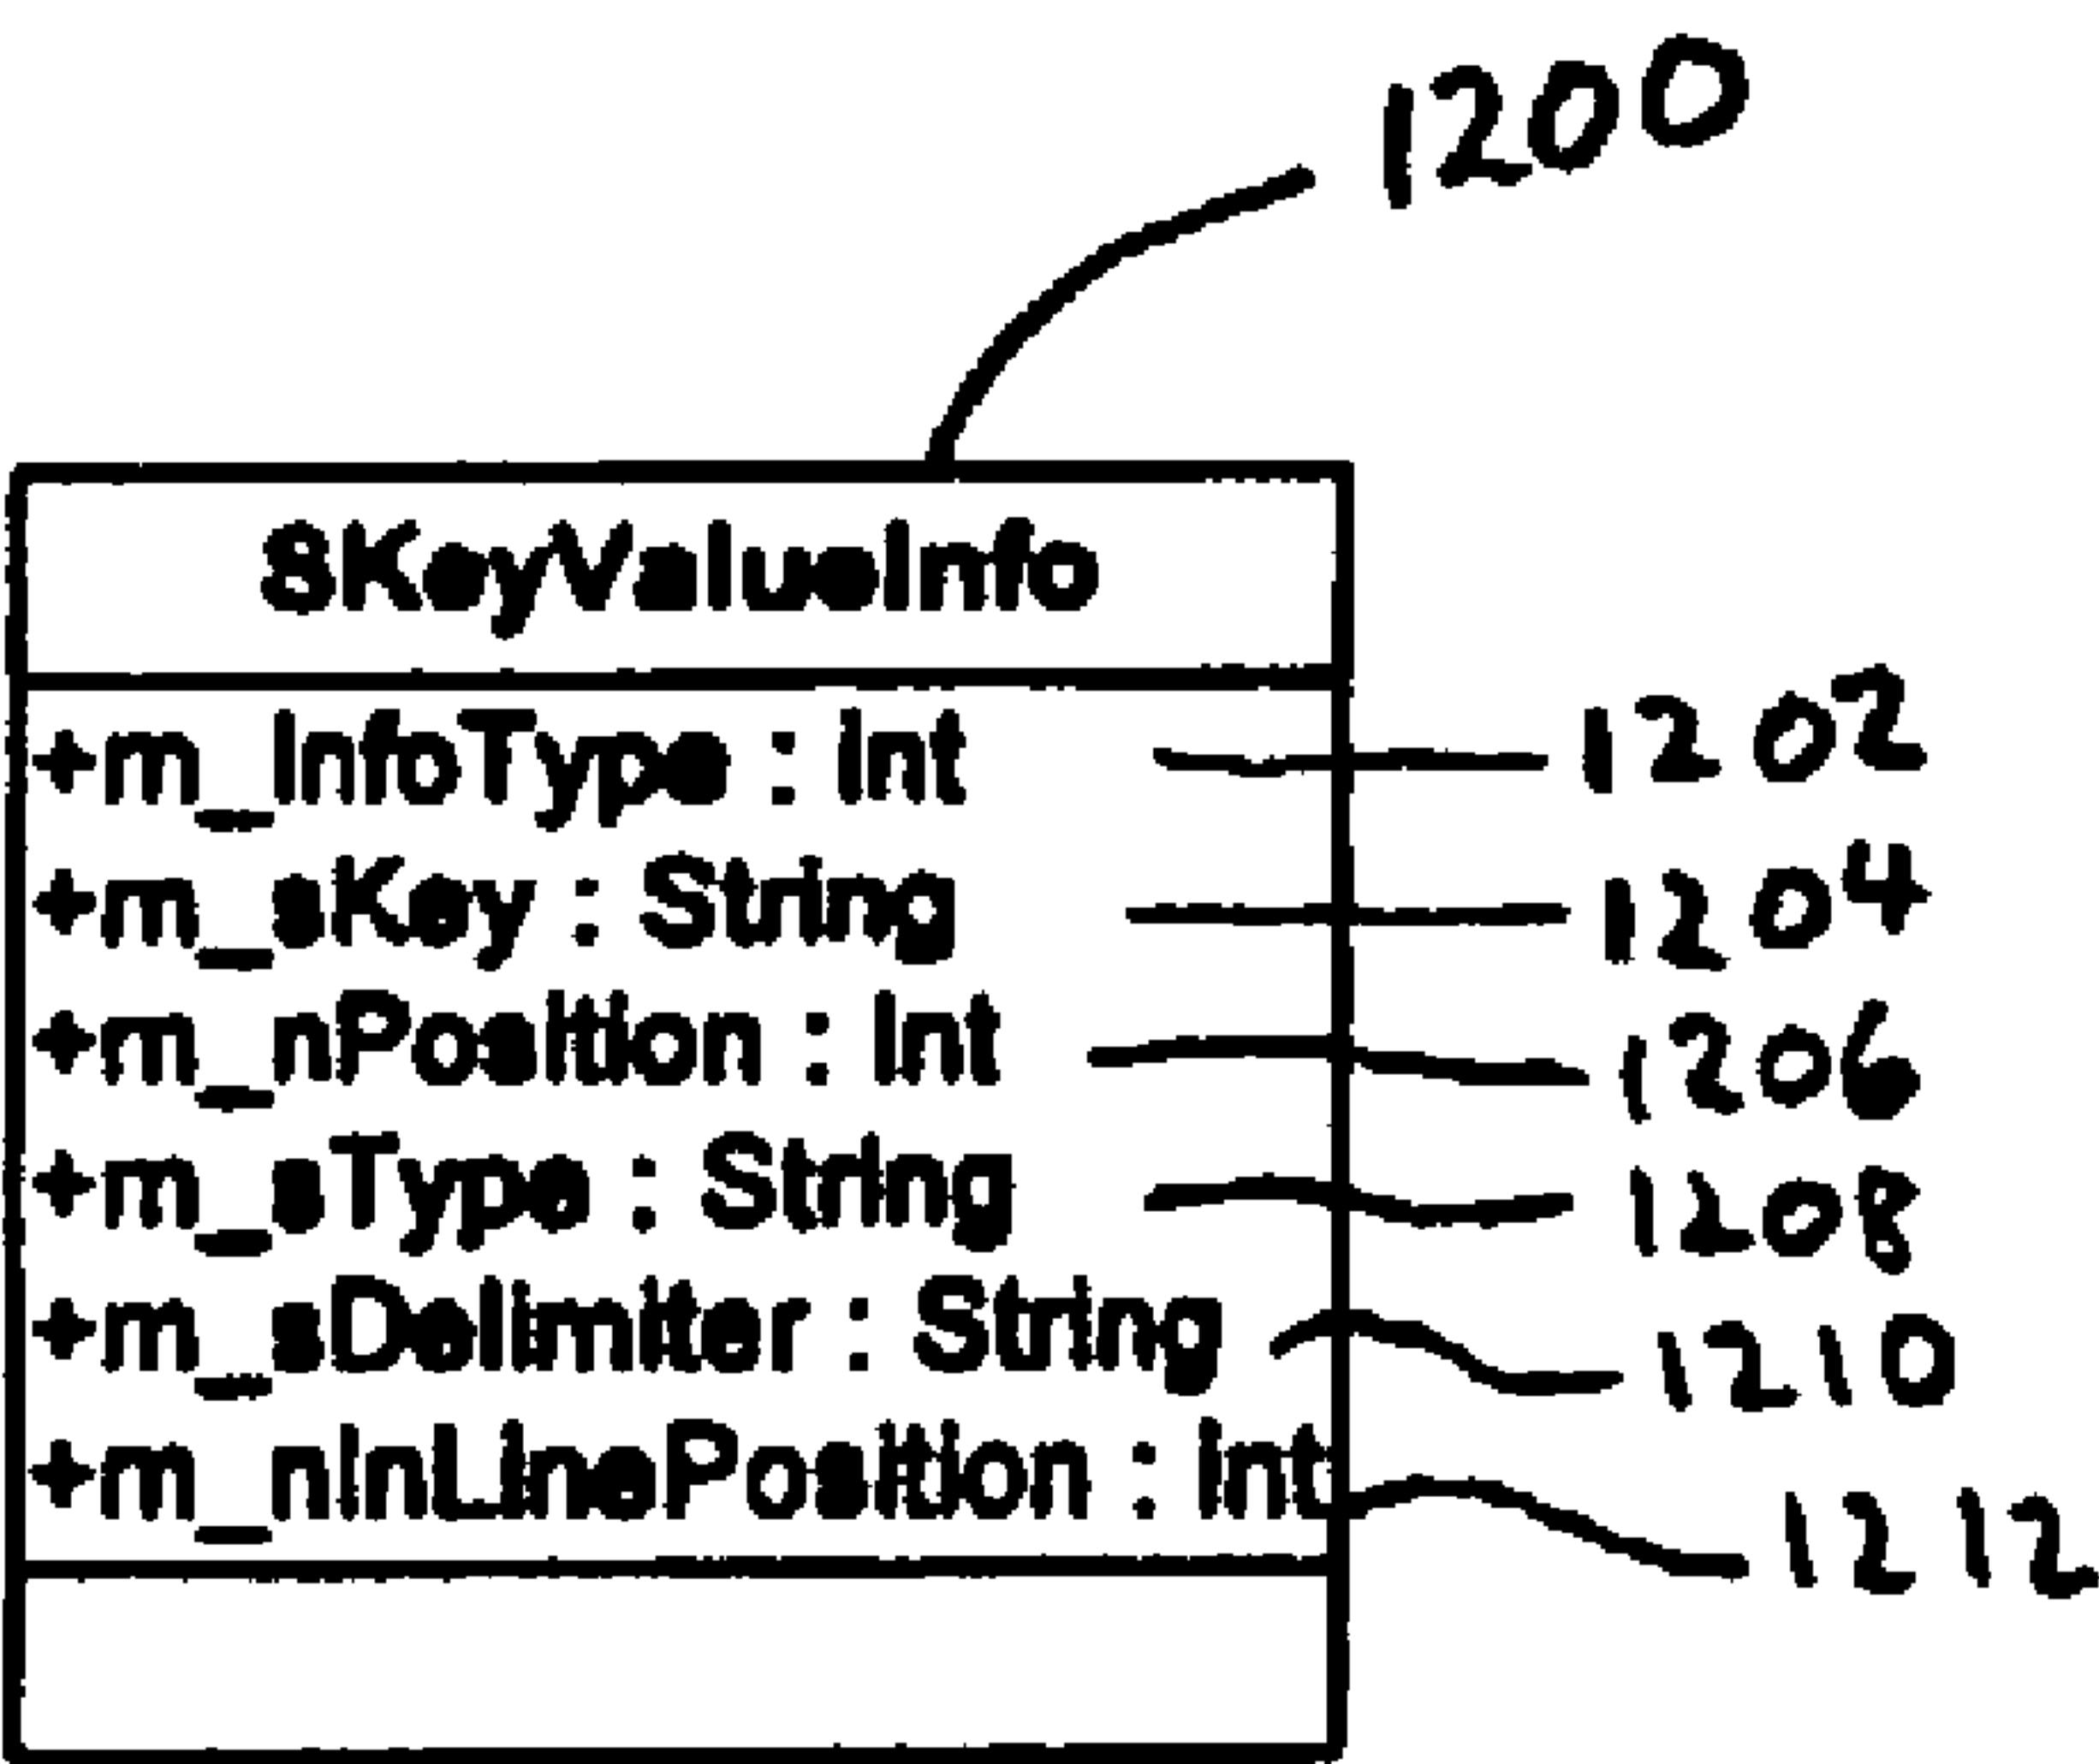 1200
SKeyValueInfo
+m_InfoType : Int 1202
+m_sKey : String 1204
+m_nPosition : Int 1206
+m_sType : String 1208
+m_sDelimiter : String 1210
+m_nInLinePosition : Int 1212